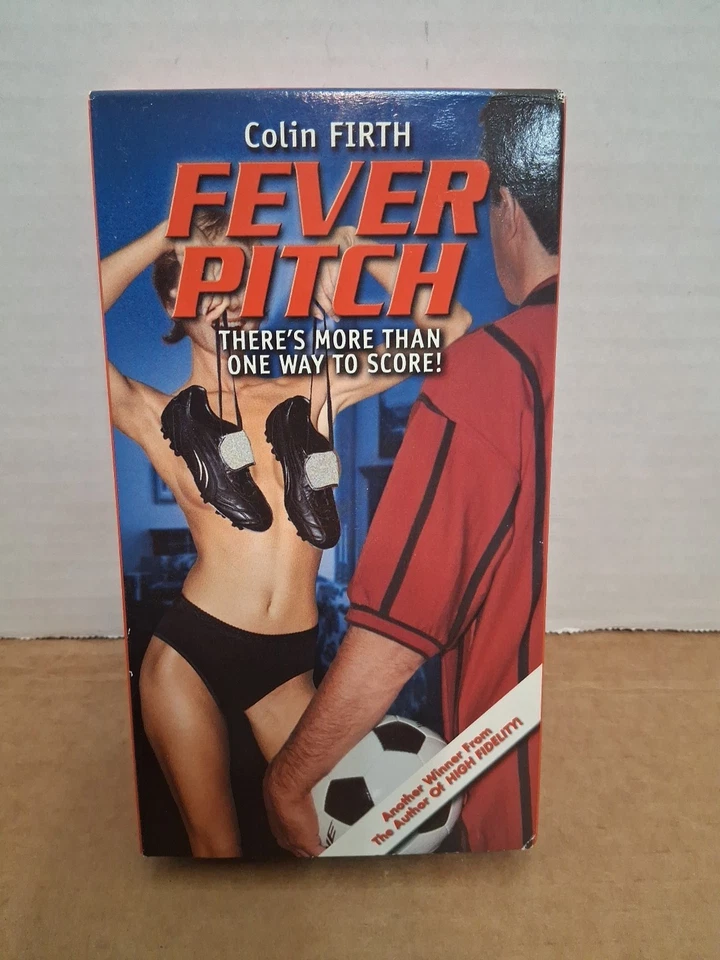 Colin FIRTH
FEVER
PITCH
THERE'S MORE THAN
ONE WAY TO SCORE!
Another Winner From
The Author Of HIGH FIDELITY!